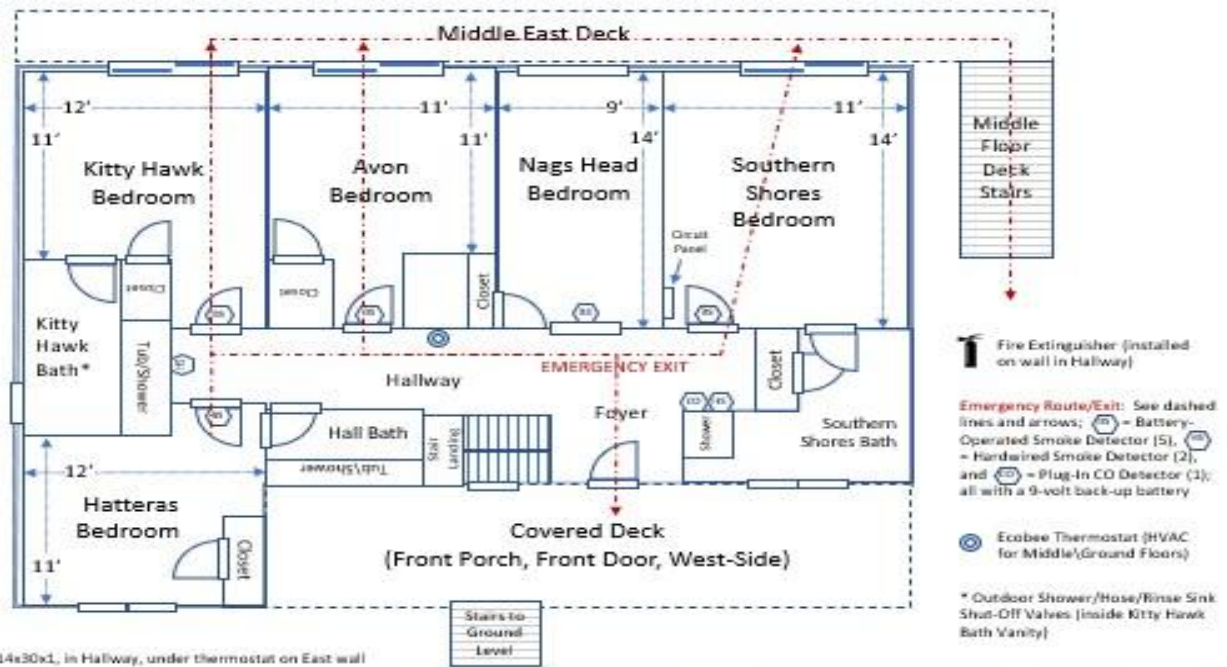 Middle East Deck
12'
11'
Kitty Hawk
Bedroom
11'
11'
Avon
Bedroom
9'
14'
Nags Head
Bedroom
11'
14'
Southern
Shores
Bedroom
Middle
Floor
Deck
Stairs
Circuit
Panel
Closet
Closet
Closet
Kitty
Hawk
Bath*
Tub/Shower
Hallway
EMERGENCY EXIT
Foyer
Closet
CO
Shower
Southern
Shores Bath
Hall Bath
Tub\Shower
Stair
Landing
12'
Hatteras
Bedroom
11'
Closet
Covered Deck
(Front Porch, Front Door, West-Side)
Stairs to
Ground
Level
Fire Extinguisher (installed
on wall in Hallway)
Emergency Route/Exit: See dashed
lines and arrows; = Battery-
Operated Smoke Detector (5),
= Hardwired Smoke Detector (2),
and CO = Plug-In CO Detector (1);
all with a 9-volt back-up battery
Ecobee Thermostat (HVAC
for Middle\Ground Floors)
* Outdoor Shower/Hose/Rinse Sink
Shut-Off Valves (inside Kitty Hawk
Bath Vanity)
14x30x1, in Hallway, under thermostat on East wall